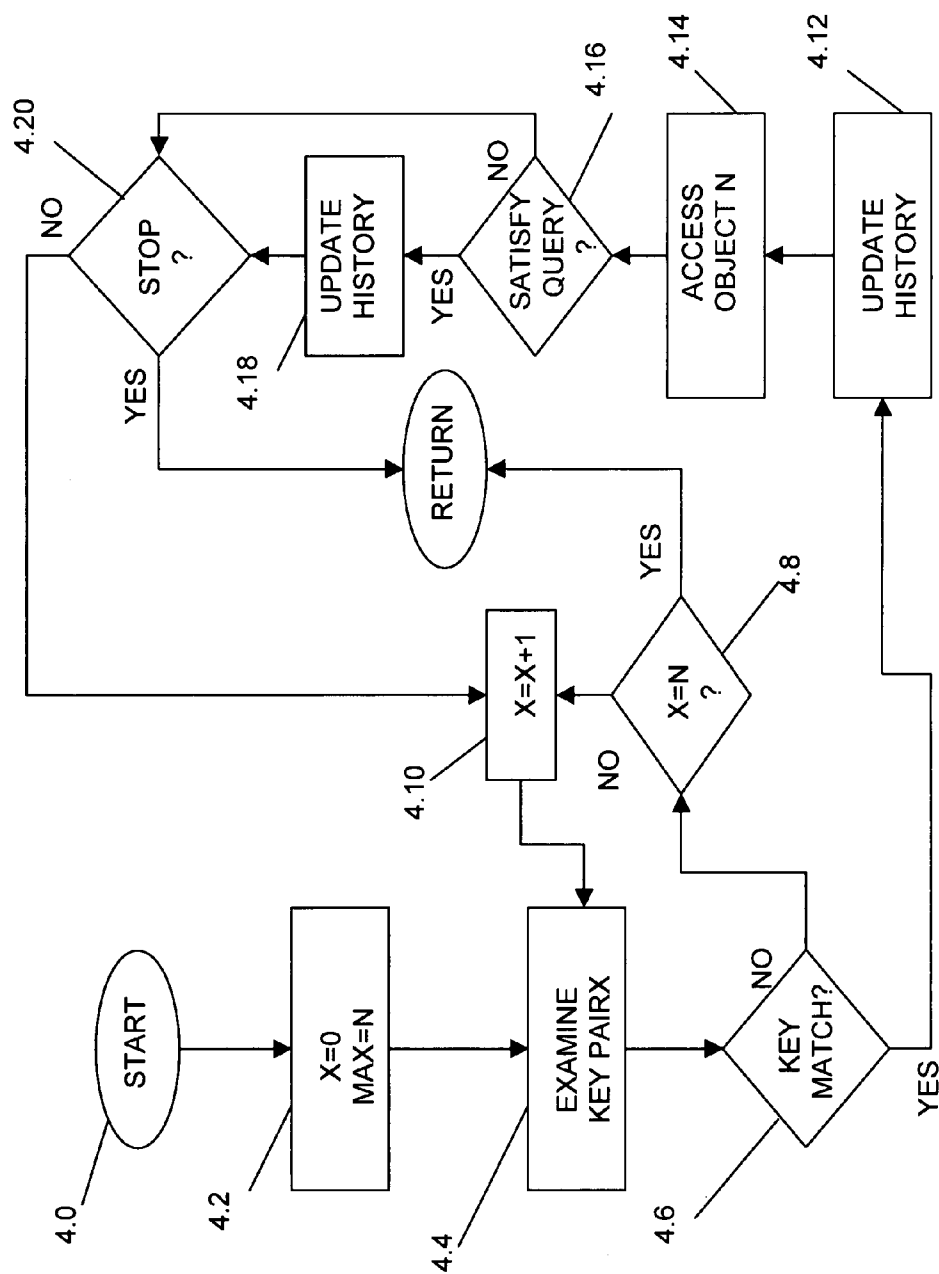 4.0
START
4.2
X=0
MAX=N
4.4
EXAMINE
KEY PAIRX
4.6
KEY
MATCH?
NO
YES
4.10
X=X+1
NO
X=N
?
4.8
YES
RETURN
4.20
STOP
?
NO
YES
4.18
UPDATE
HISTORY
YES
SATISFY
QUERY
?
NO
4.16
ACCESS
OBJECT N
4.14
UPDATE
HISTORY
4.12